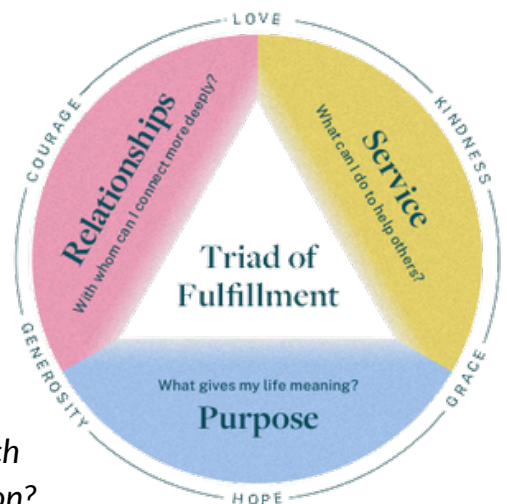 LOVE
COURAGE
KINDNESS
Relationships
With whom can I connect more deeply?
Service
What can I do to help others?
Triad of
Fulfillment
What gives my life meaning?
Purpose
GENEROSITY
GRACE
HOPE